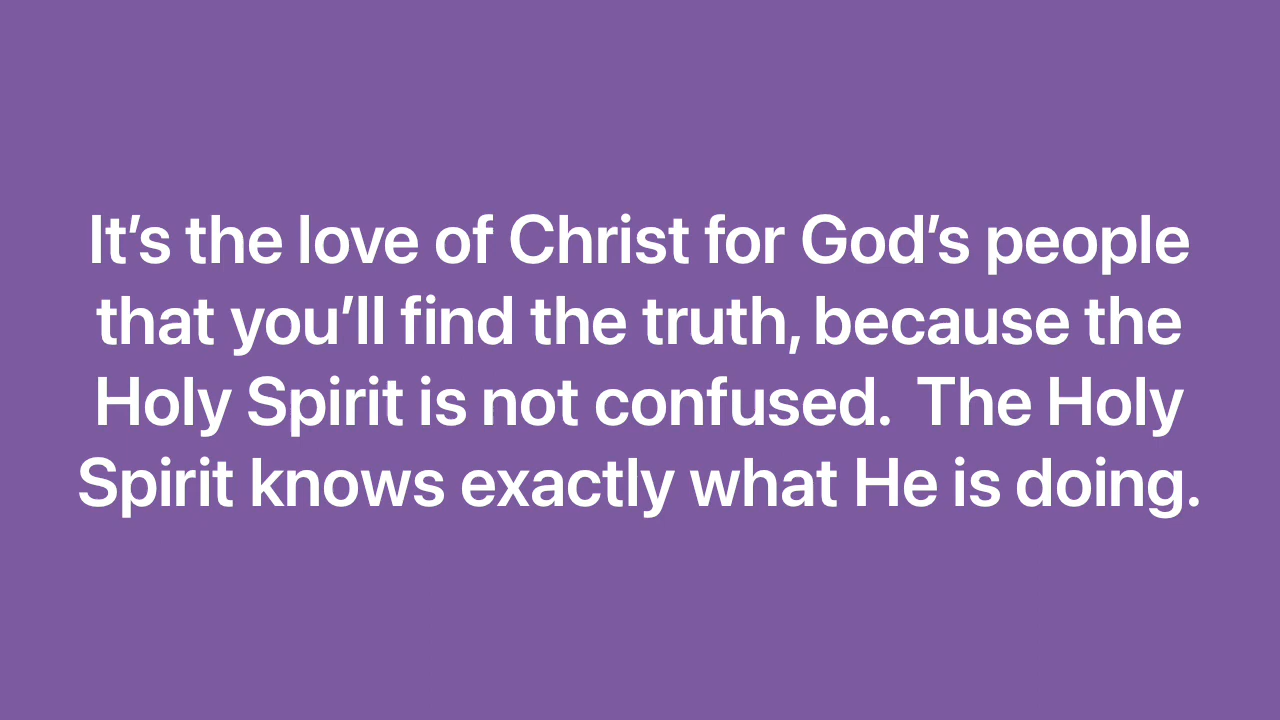 It’s the love of Christ for God’s people
that you’ll find the truth, because the
Holy Spirit is not confused.  The Holy
Spirit knows exactly what He is doing.